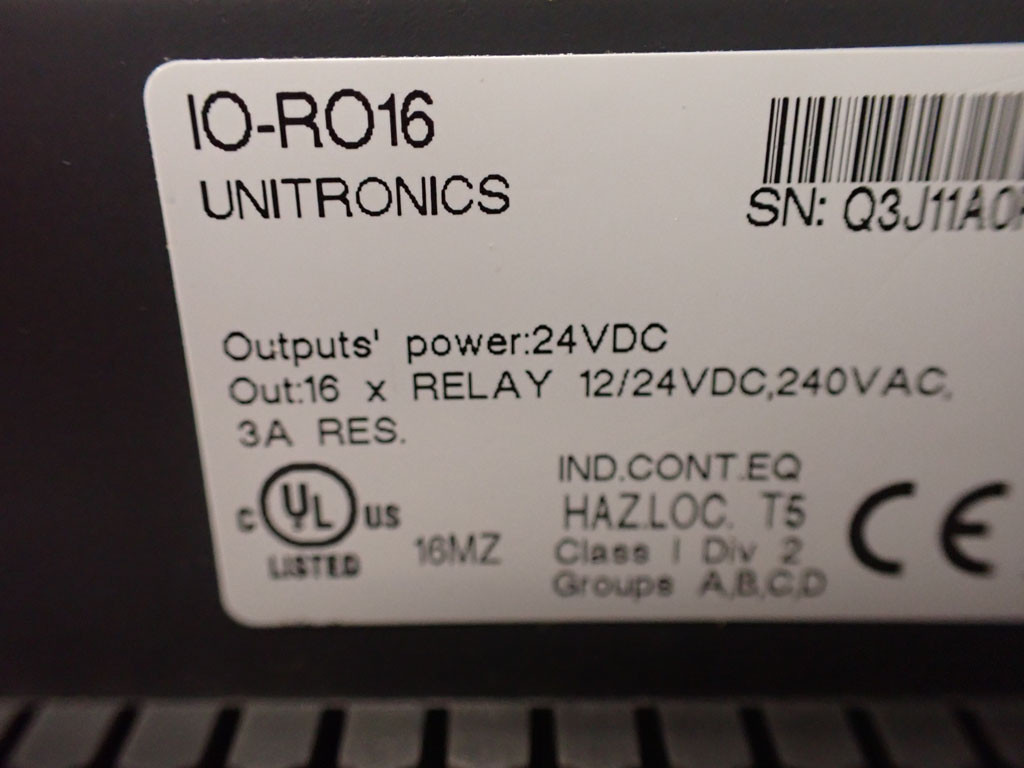 IO-RO16
UNITRONICS
SN: Q3J11A0
Outputs' power:24VDC
Out:16 x RELAY 12/24VDC,240VAC,
3A RES.
C UL US
LISTED
16MZ
IND.CONT.EQ
HAZ.LOC. T5
Class I Div 2
Groups A,B,C,D
CE